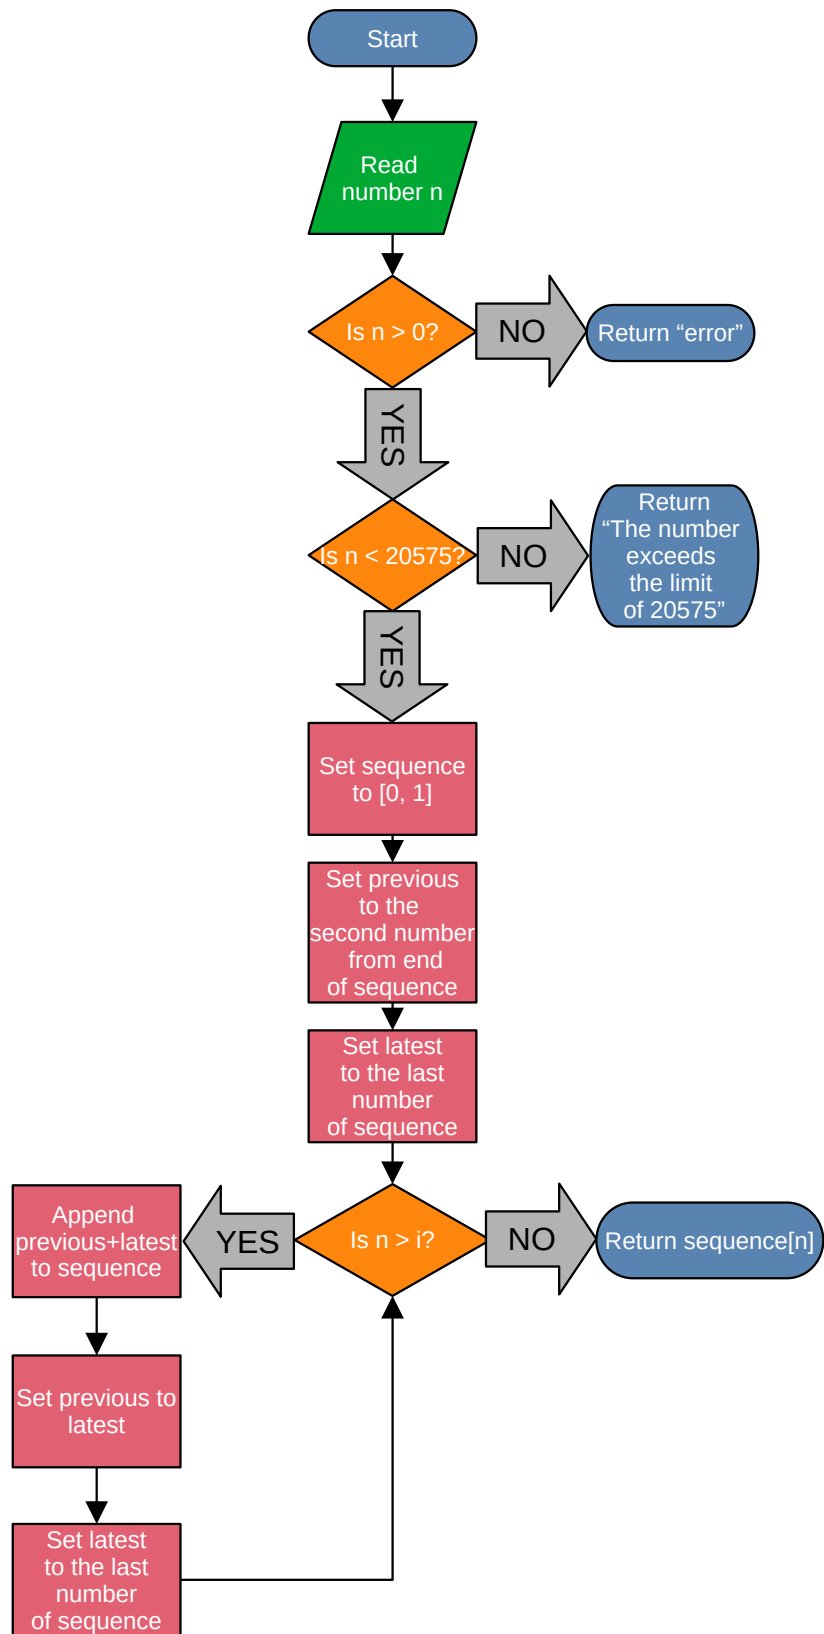 Start
Read
number n
Is n > 0?
NO
Return “error”
YES
Is n < 20575?
NO
Return
“The number
exceeds
the limit
of 20575”
YES
Set sequence
to [0, 1]
Set previous
to the
second number
from end
of sequence
Set latest
to the last
number
of sequence
Is n > i?
NO
Return sequence[n]
YES
Append
previous+latest
to sequence
Set previous to
latest
Set latest
to the last
number
of sequence